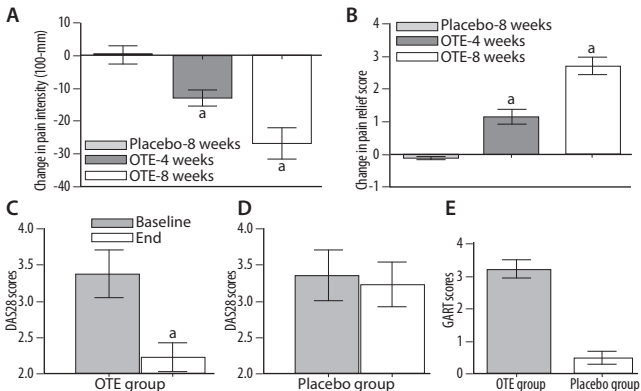 A
Change in pain intensity (100-mm)
10
0
-10
-20
-30
-40
a
a
Placebo-8 weeks
OTE-4 weeks
OTE-8 weeks
B
Change in pain relief score
4
3
2
1
0
-1
Placebo-8 weeks
OTE-4 weeks
OTE-8 weeks
a
a
C
DAS28 scores
4.0
3.5
3.0
2.5
2.0
Baseline
End
a
OTE group
D
DAS28 scores
4.0
3.5
3.0
2.5
2.0
Placebo group
E
GART scores
4
3
2
1
0
OTE group
Placebo group